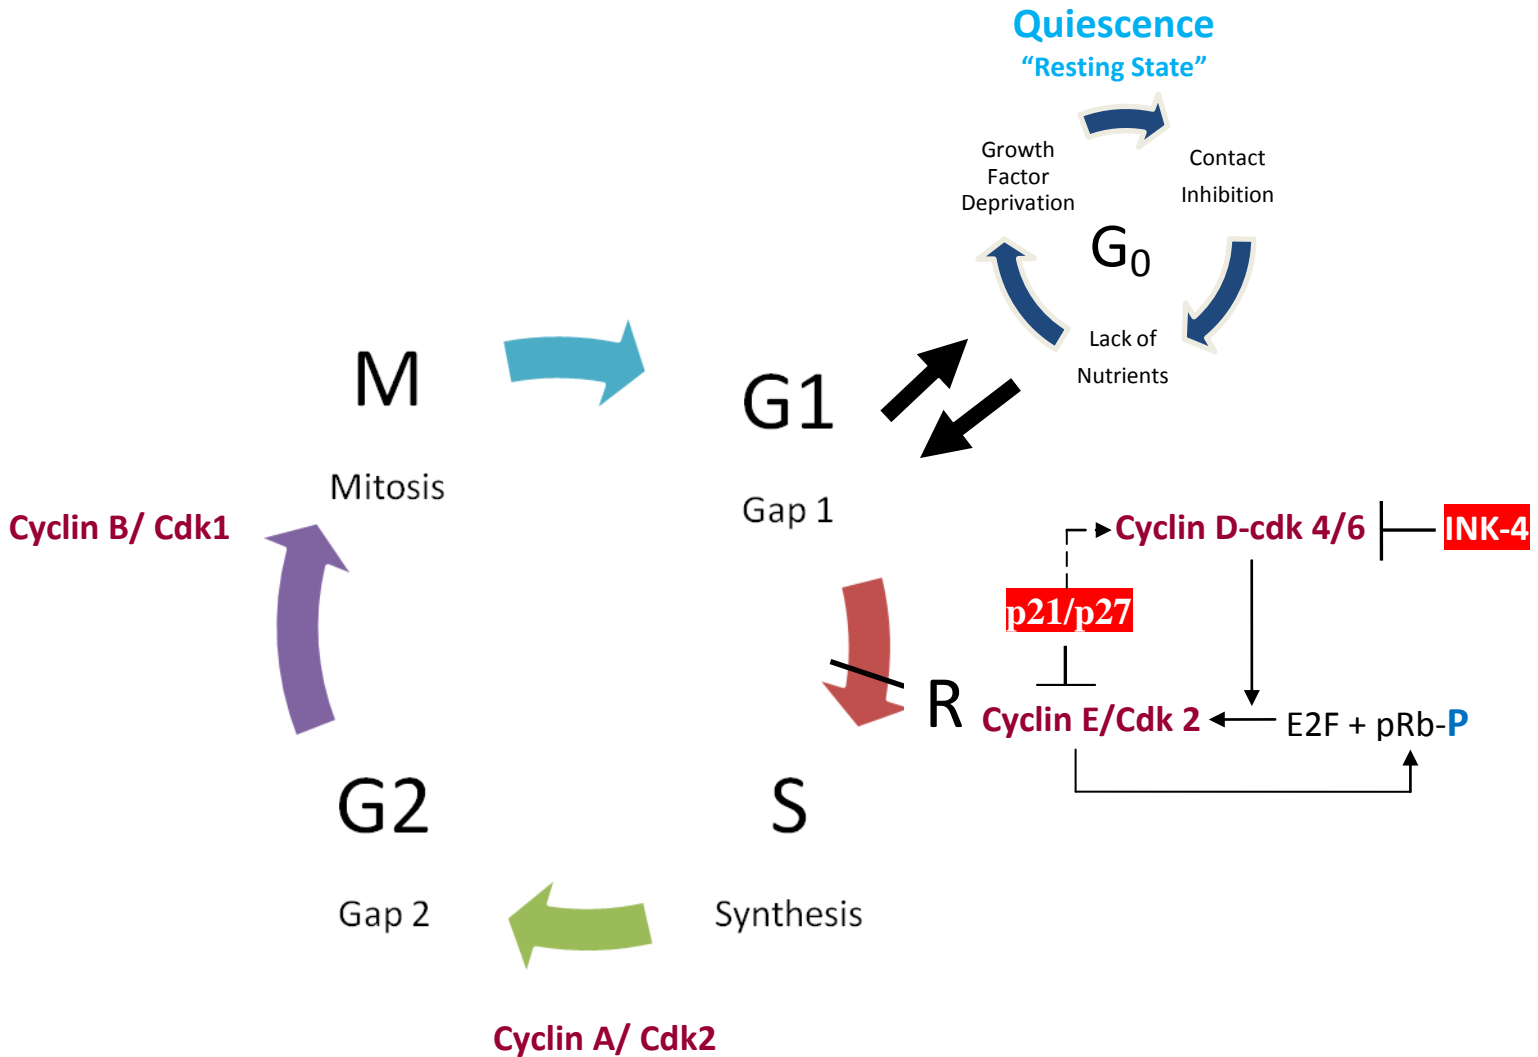 Quiescence
“Resting State”
Growth
Factor
Deprivation
Contact
Inhibition
G₀
Lack of
Nutrients
M
Mitosis
G1
Gap 1
Cyclin B/ Cdk1
Cyclin D-cdk 4/6
INK-4
p21/p27
R
Cyclin E/Cdk 2
E2F + pRb-P
G2
Gap 2
S
Synthesis
Cyclin A/ Cdk2